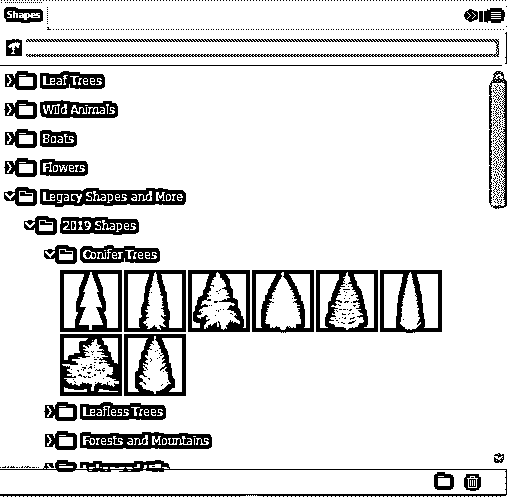 Shapes
Leaf Trees
Wild Animals
Boats
Flowers
Legacy Shapes and More
2019 Shapes
Conifer Trees
Leafless Trees
Forests and Mountains